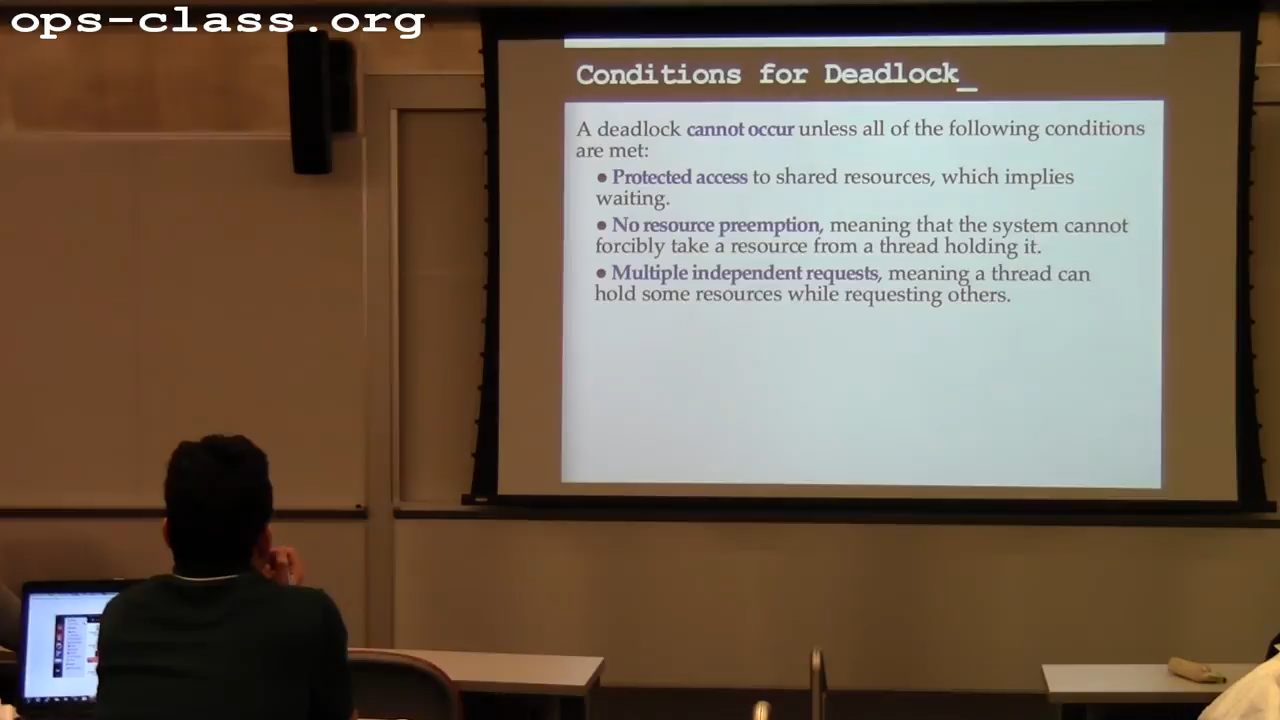 ops-class.org
Conditions for Deadlock_
A deadlock cannot occur unless all of the following conditions
are met:
● Protected access to shared resources, which implies
waiting.
● No resource preemption, meaning that the system cannot
forcibly take a resource from a thread holding it.
● Multiple independent requests, meaning a thread can
hold some resources while requesting others.